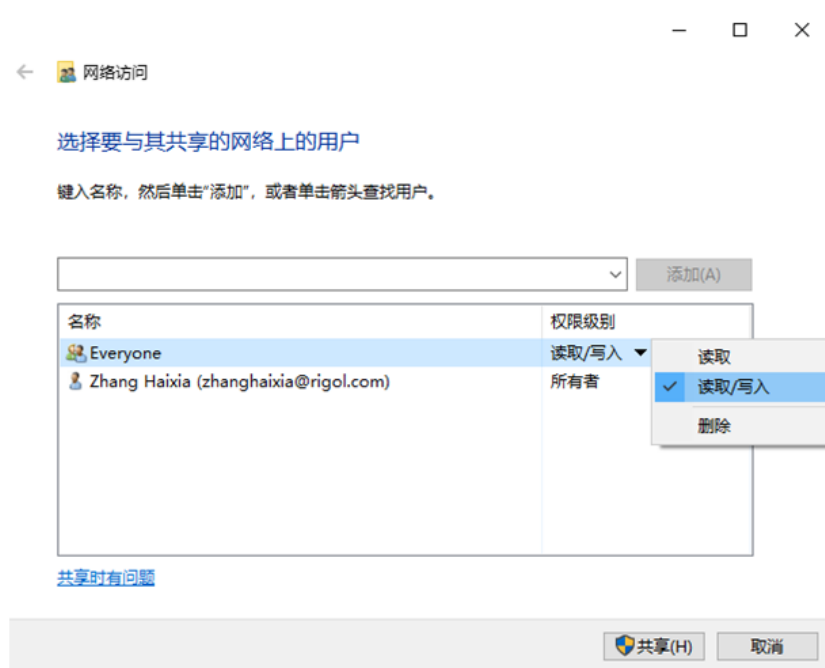 网络访问
选择要与其共享的网络上的用户
键入名称，然后单击"添加"，或者单击箭头查找用户。
添加(A)
名称 权限级别
Everyone 读取/写入
Zhang Haixia (zhanghaixia@rigol.com) 所有者
读取
读取/写入
删除
共享时有问题
共享(H) 取消